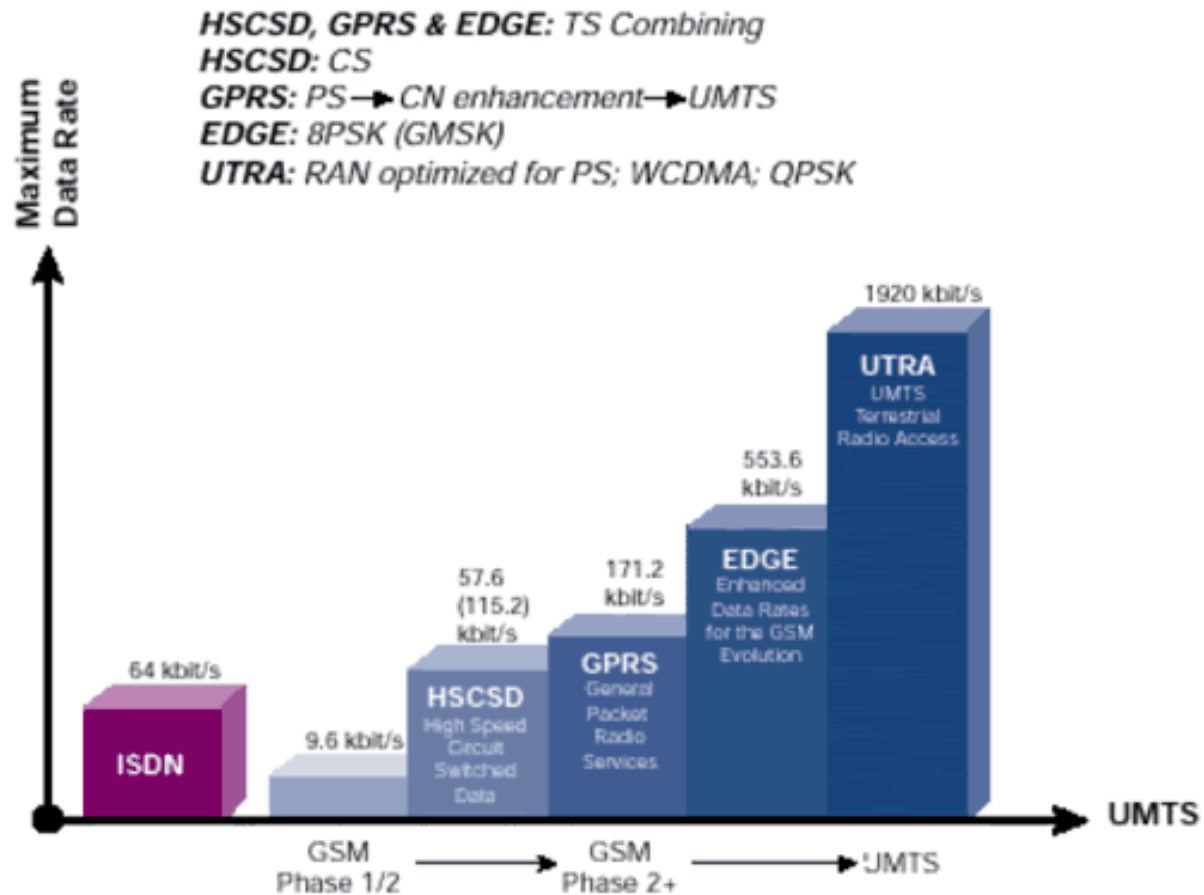 HSCSD, GPRS & EDGE: TS Combining
HSCSD: CS
GPRS: PS→CN enhancement→UMTS
EDGE: 8PSK (GMSK)
UTRA: RAN optimized for PS; WCDMA; QPSK
Maximum
Data Rate
1920 kbit/s
UTRA
UMTS
Terrestrial
Radio Access
553.6
kbit/s
EDGE
Enhanced
Data Rates
for the GSM
Evolution
171.2
kbit/s
GPRS
General
Packet
Radio
Services
57.6
(115.2)
kbit/s
HSCSD
High Speed
Circuit
Switched
Data
9.6 kbit/s
64 kbit/s
ISDN
UMTS
GSM
Phase 1/2
GSM
Phase 2+
UMTS